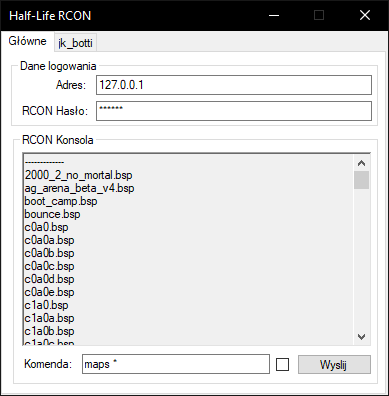 Half-Life RCON
Główne jk_botti
Dane logowania
Adres: 127.0.0.1
RCON Hasło: ******
RCON Konsola
-------------
2000_2_no_mortal.bsp
ag_arena_beta_v4.bsp
boot_camp.bsp
bounce.bsp
c0a0.bsp
c0a0a.bsp
c0a0b.bsp
c0a0c.bsp
c0a0d.bsp
c0a0e.bsp
c1a0.bsp
c1a0a.bsp
c1a0b.bsp
c1a0c.bsp
Komenda: maps * Wyslij